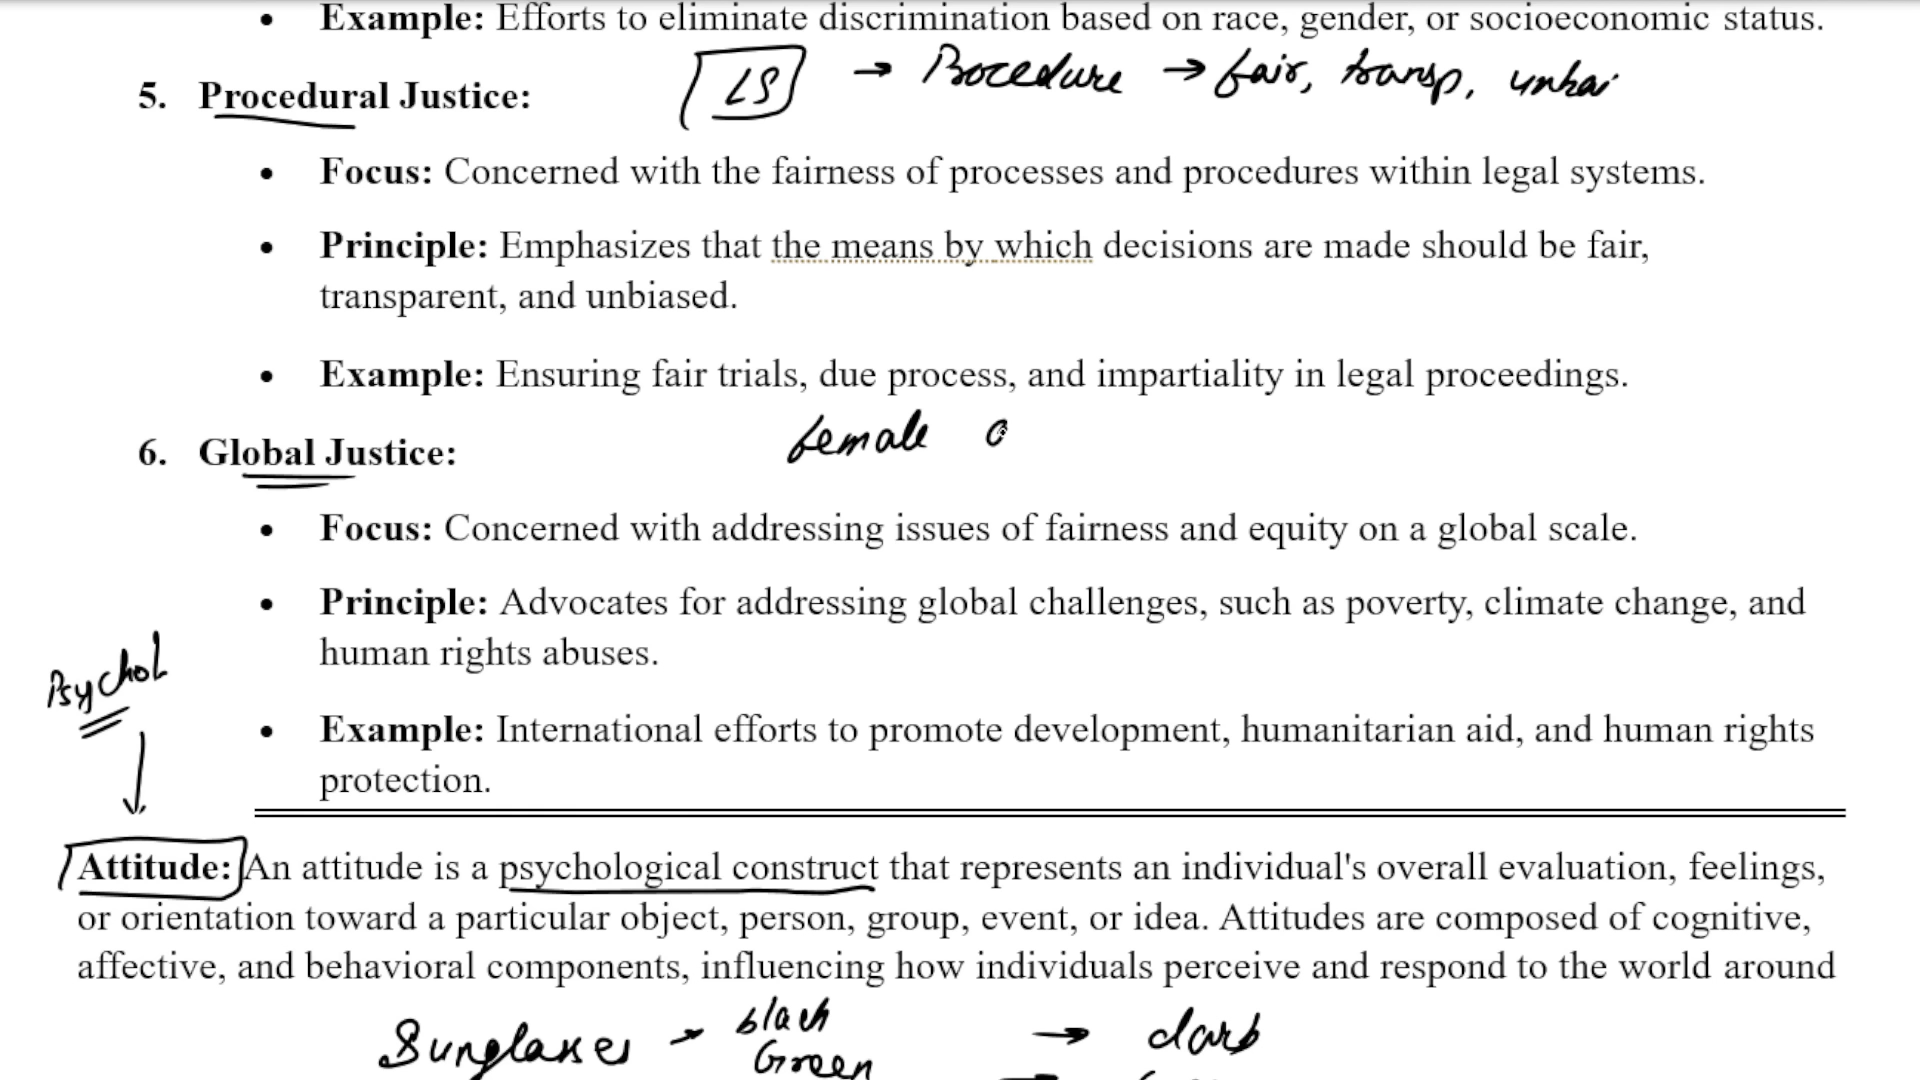 • Example: Efforts to eliminate discrimination based on race, gender, or socioeconomic status.
LS → Procedure → fair, transp,
5. Procedural Justice:
• Focus: Concerned with the fairness of processes and procedures within legal systems.
• Principle: Emphasizes that the means by which decisions are made should be fair,
transparent, and unbiased.
• Example: Ensuring fair trials, due process, and impartiality in legal proceedings.
female
6. Global Justice:
• Focus: Concerned with addressing issues of fairness and equity on a global scale.
• Principle: Advocates for addressing global challenges, such as poverty, climate change, and
human rights abuses.
Psychol
• Example: International efforts to promote development, humanitarian aid, and human rights
protection.
Attitude: An attitude is a psychological construct that represents an individual's overall evaluation, feelings,
or orientation toward a particular object, person, group, event, or idea. Attitudes are composed of cognitive,
affective, and behavioral components, influencing how individuals perceive and respond to the world around
Sunglasses → black → dark
Green